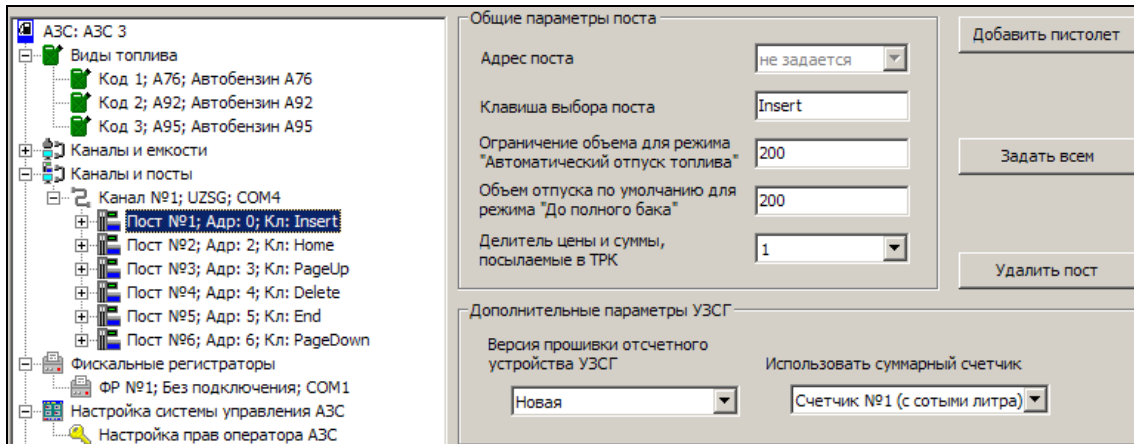 АЗС: АЗС 3
Виды топлива
Код 1; А76; Автобензин А76
Код 2; А92; Автобензин А92
Код 3; А95; Автобензин А95
Каналы и емкости
Каналы и посты
Канал №1; UZSG; COM4
Пост №1; Адр: 0; Кл: Insert
Пост №2; Адр: 2; Кл: Home
Пост №3; Адр: 3; Кл: PageUp
Пост №4; Адр: 4; Кл: Delete
Пост №5; Адр: 5; Кл: End
Пост №6; Адр: 6; Кл: PageDown
Фискальные регистраторы
ФР №1; Без подключения; COM1
Настройка системы управления АЗС
Настройка прав оператора АЗС
Общие параметры поста
Адрес поста
не задается
Клавиша выбора поста
Insert
Ограничение объема для режима
"Автоматический отпуск топлива"
200
Объем отпуска по умолчанию для
режима "До полного бака"
200
Делитель цены и суммы,
посылаемые в ТРК
1
Добавить пистолет
Задать всем
Удалить пост
Дополнительные параметры УЗСГ
Версия прошивки отсчетного
устройства УЗСГ
Новая
Использовать суммарный счетчик
Счетчик №1 (с сотыми литра)